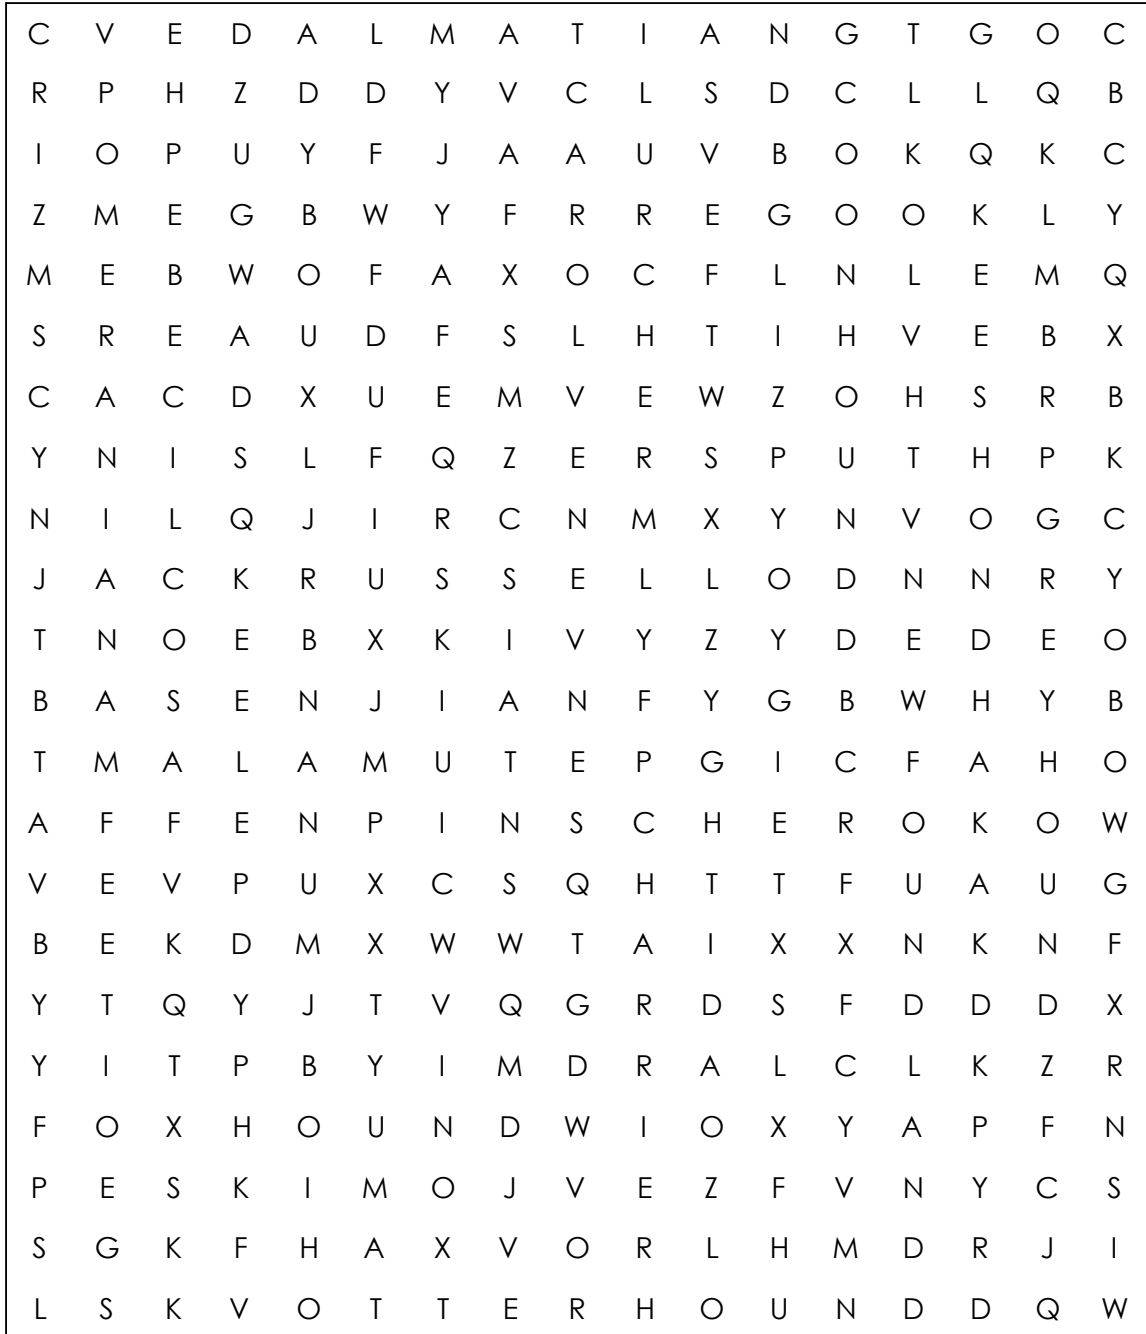 C V E D A L M A T I A N G T G O C
R P H Z D D Y V C L S D C L L Q B
I O P U Y F J A A U V B O K Q K C
Z M E G B W Y F R R E G O O K L Y
M E B W O F A X O C F L N L E M Q
S R E A U D F S L H T I H V E B X
C A C D X U E M V E W Z O H S R B
Y N I S L F Q Z E R S P U T H P K
N I L Q J I R C N M X Y N V O G C
J A C K R U S S E L L O D N N R Y
T N O E B X K I V Y Z Y D E D E O
B A S E N J I A N F Y G B W H Y B
T M A L A M U T E P G I C F A H O
A F F E N P I N S C H E R O K O W
V E V P U X C S Q H T T F U A U G
B E K D M X W W T A I X X N K N F
Y T Q Y J T V Q G R D S F D D D X
Y I T P B Y I M D R A L C L K Z R
F O X H O U N D W I O X Y A P F N
P E S K I M O J V E Z F V N Y C S
S G K F H A X V O R L H M D R J I
L S K V O T T E R H O U N D D Q W